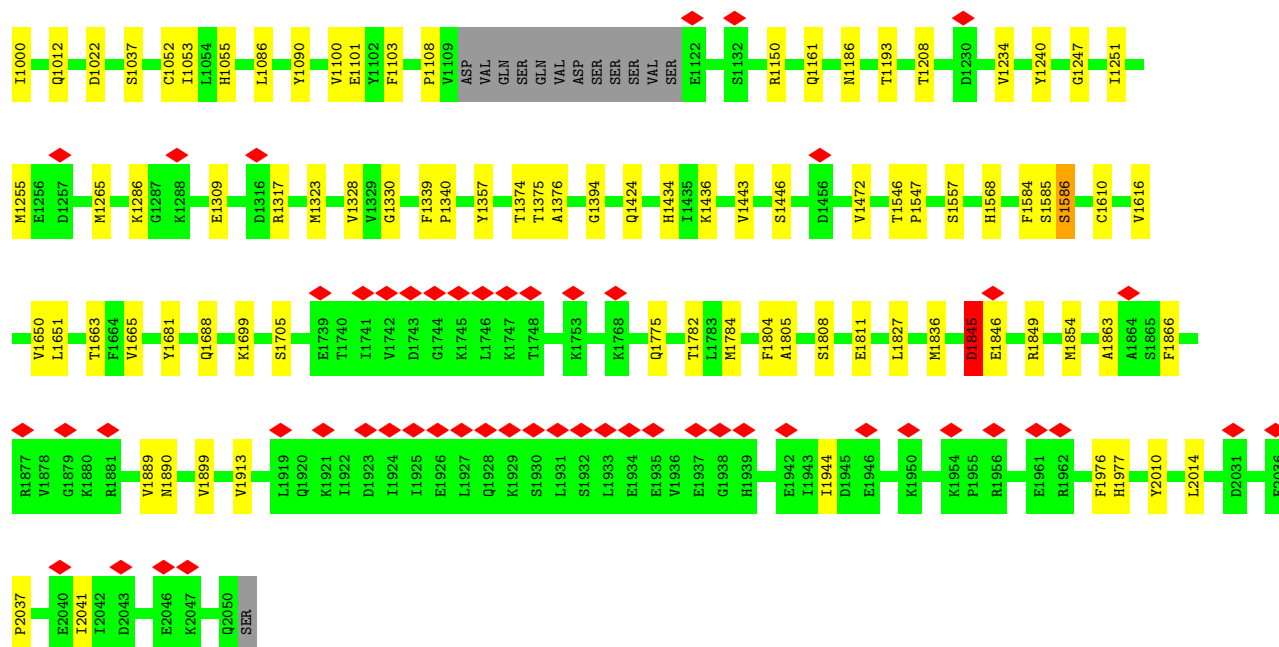 I1000 Q1012 D1022 S1037 C1052 I1053 L1054 H1055 L1086 Y1090 V1100 E1101 Y1102 F1103 P1108 V1109 ASP VAL GLN SER GLN VAL ASP SER SER SER VAL SER E1122 S1132 R1150 Q1161 N1186 T1193 T1208 D1230 V1234 Y1240 G1247 I1251
M1255 E1256 D1257 M1265 K1286 G1287 K1288 E1309 D1316 R1317 M1323 V1328 V1329 G1330 F1339 P1340 Y1357 T1374 T1375 A1376 G1394 Q1424 H1434 I1435 K1436 V1443 S1446 D1456 V1472 T1546 P1547 S1557 H1568 F1584 S1585 S1586 C1610 V1616
V1650 L1651 T1663 F1664 V1665 Y1681 Q1688 K1699 S1705 E1739 T1740 I1741 V1742 D1743 G1744 K1745 L1746 K1747 T1748 K1753 K1768 Q1775 T1782 L1783 M1784 F1804 A1805 S1808 E1811 L1827 M1836 D1845 E1846 R1849 M1854 A1863 A1864 S1865 F1866
R1877 V1878 G1879 K1880 R1881 V1889 N1890 V1899 V1913 L1919 Q1920 K1921 I1922 D1923 I1924 I1925 E1926 L1927 Q1928 K1929 S1930 L1931 S1932 L1933 E1934 E1935 V1936 E1937 G1938 H1939 E1942 I1943 I1944 D1945 E1946 K1950 K1954 P1955 R1956 E1961 R1962 F1976 H1977 Y2010 L2014 D2031
P2037 E2040 I2041 I2042 D2043 E2046 K2047 Q2050 SER